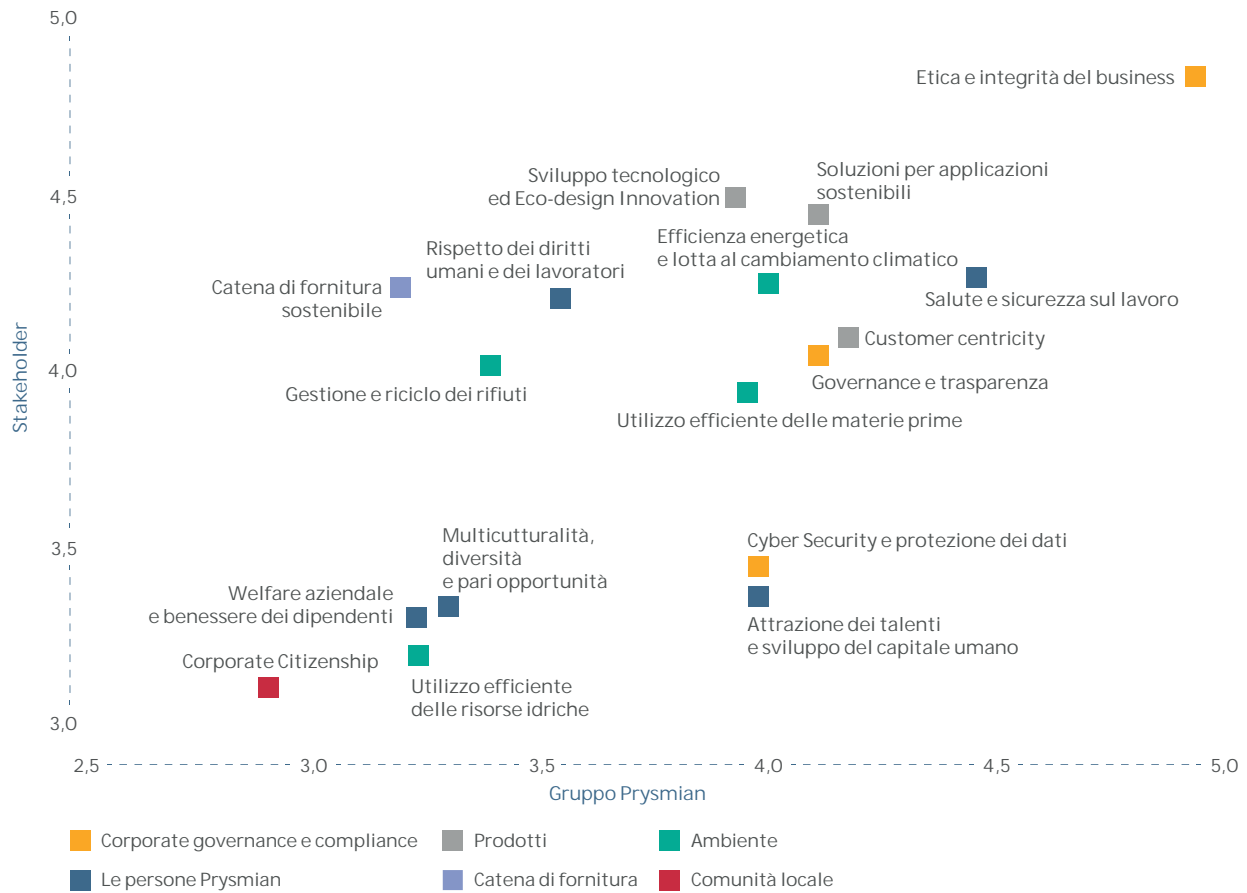 5,0
Etica e integrità del business
Sviluppo tecnologico
ed Eco-design Innovation
Soluzioni per applicazioni
sostenibili
4,5
Efficienza energetica
e lotta al cambiamento climatico
Rispetto dei diritti
umani e dei lavoratori
Catena di fornitura
sostenibile
Salute e sicurezza sul lavoro
Customer centricity
4,0
Governance e trasparenza
Gestione e riciclo dei rifiuti
Utilizzo efficiente delle materie prime
Stakeholder
Multicutturalità,
diversità
e pari opportunità
Cyber Security e protezione dei dati
3,5
Welfare aziendale
e benessere dei dipendenti
Attrazione dei talenti
e sviluppo del capitale umano
Corporate Citizenship
Utilizzo efficiente
delle risorse idriche
3,0
2,5 3,0 3,5 4,0 4,5 5,0
Gruppo Prysmian
Corporate governance e compliance Prodotti Ambiente
Le persone Prysmian Catena di fornitura Comunità locale